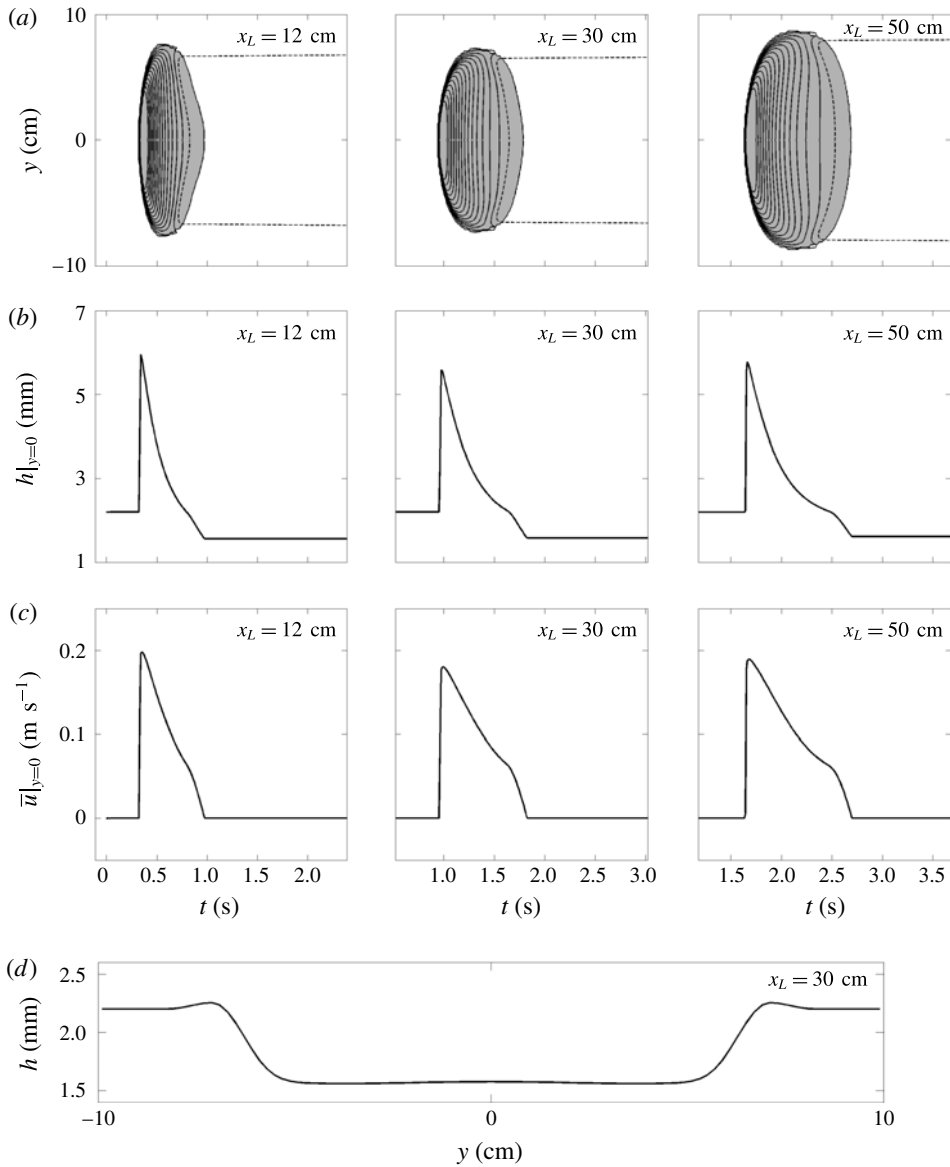 (a)
10
0
−10
y (cm)
x_L = 12 cm
x_L = 30 cm
x_L = 50 cm
(b)
7
5
3
1
h|y=0 (mm)
x_L = 12 cm
x_L = 30 cm
x_L = 50 cm
(c)
0.2
0.1
0
u̅|y=0 (m s−1)
x_L = 12 cm
x_L = 30 cm
x_L = 50 cm
0 0.5 1.0 1.5 2.0
1.0 1.5 2.0 2.5 3.0
1.5 2.0 2.5 3.0 3.5
t (s)
t (s)
t (s)
(d)
2.5
2.0
1.5
h (mm)
x_L = 30 cm
−10 0 10
y (cm)